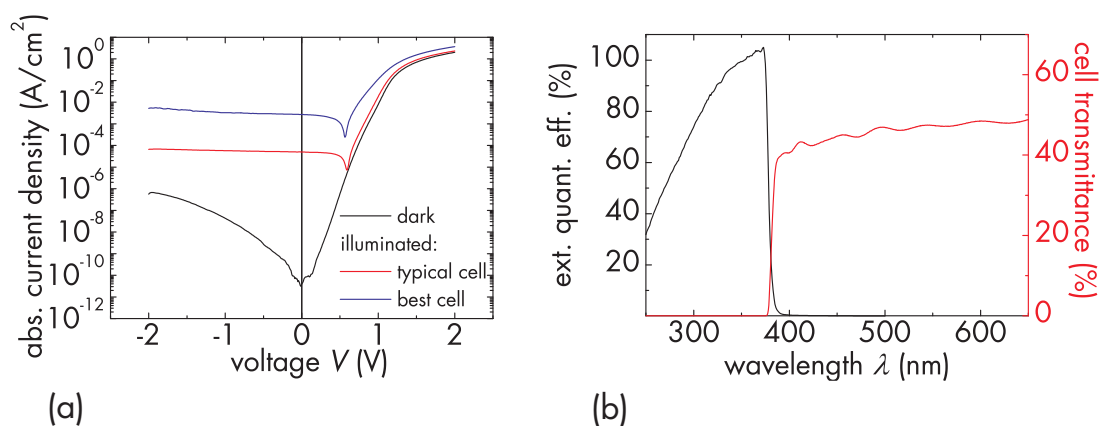 abs. current density (A/cm²)
10⁰
10⁻²
10⁻⁴
10⁻⁶
10⁻⁸
10⁻¹⁰
10⁻¹²
-2 -1 0 1 2
voltage V (V)
dark
illuminated:
typical cell
best cell
(a)
ext. quant. eff. (%)
100
80
60
40
20
300 400 500 600
wavelength λ (nm)
60
40
20
0
cell transmittance (%)
(b)